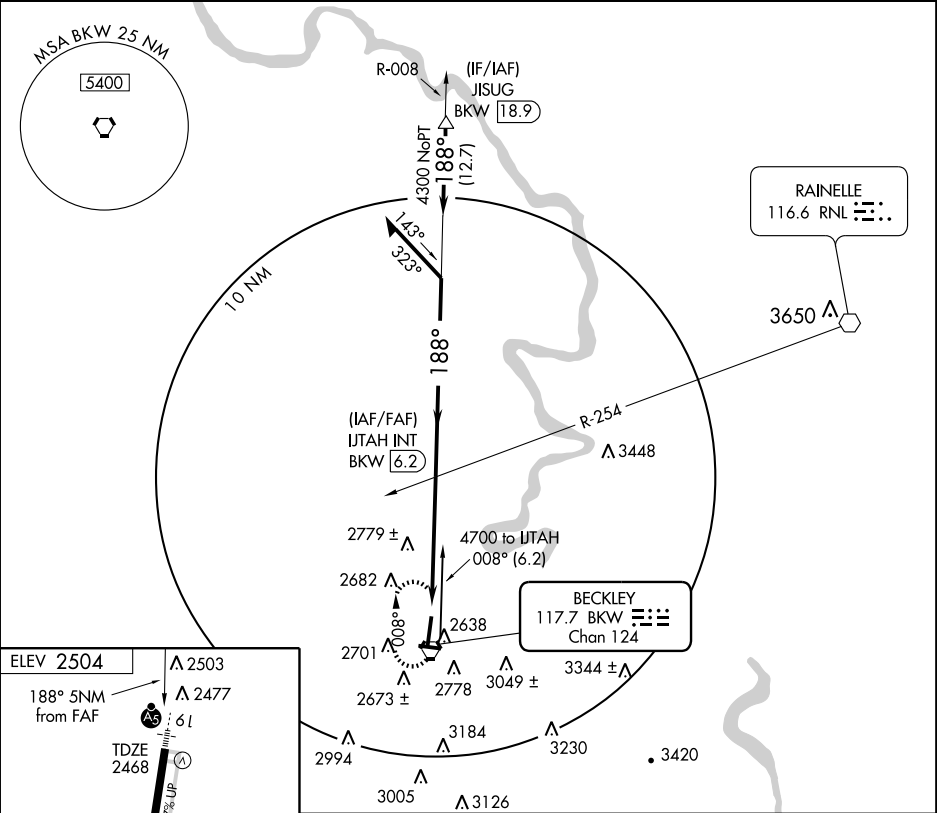 MSA BKW 25 NM
5400
R-008
(IF/IAF)
JISUG
BKW 18.9
4300 NoPT
188°
(12.7)
RAINELLE
116.6 RNL
143°
323°
10 NM
3650
188°
R-254
(IAF/FAF)
IJTAH INT
BKW 6.2
3448
2779 ±
4700 to IJTAH
008° (6.2)
2682
BECKLEY
117.7 BKW
Chan 124
008°
2638
2701
2673 ±
2778
3049 ±
3344 ±
ELEV 2504
2503
188° 5NM
from FAF
2477
A5
19
TDZE
2468
% UP
2994
3184
3230
3420
3005
3126